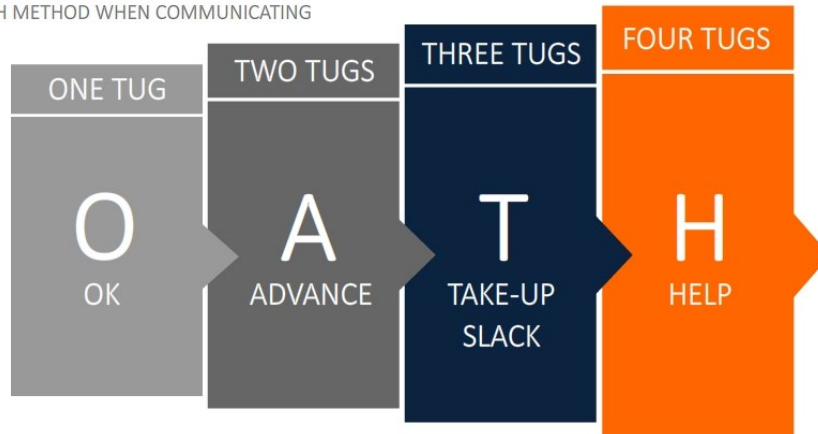 H METHOD WHEN COMMUNICATING
ONE TUG
O
OK
TWO TUGS
A
ADVANCE
THREE TUGS
T
TAKE-UP
SLACK
FOUR TUGS
H
HELP